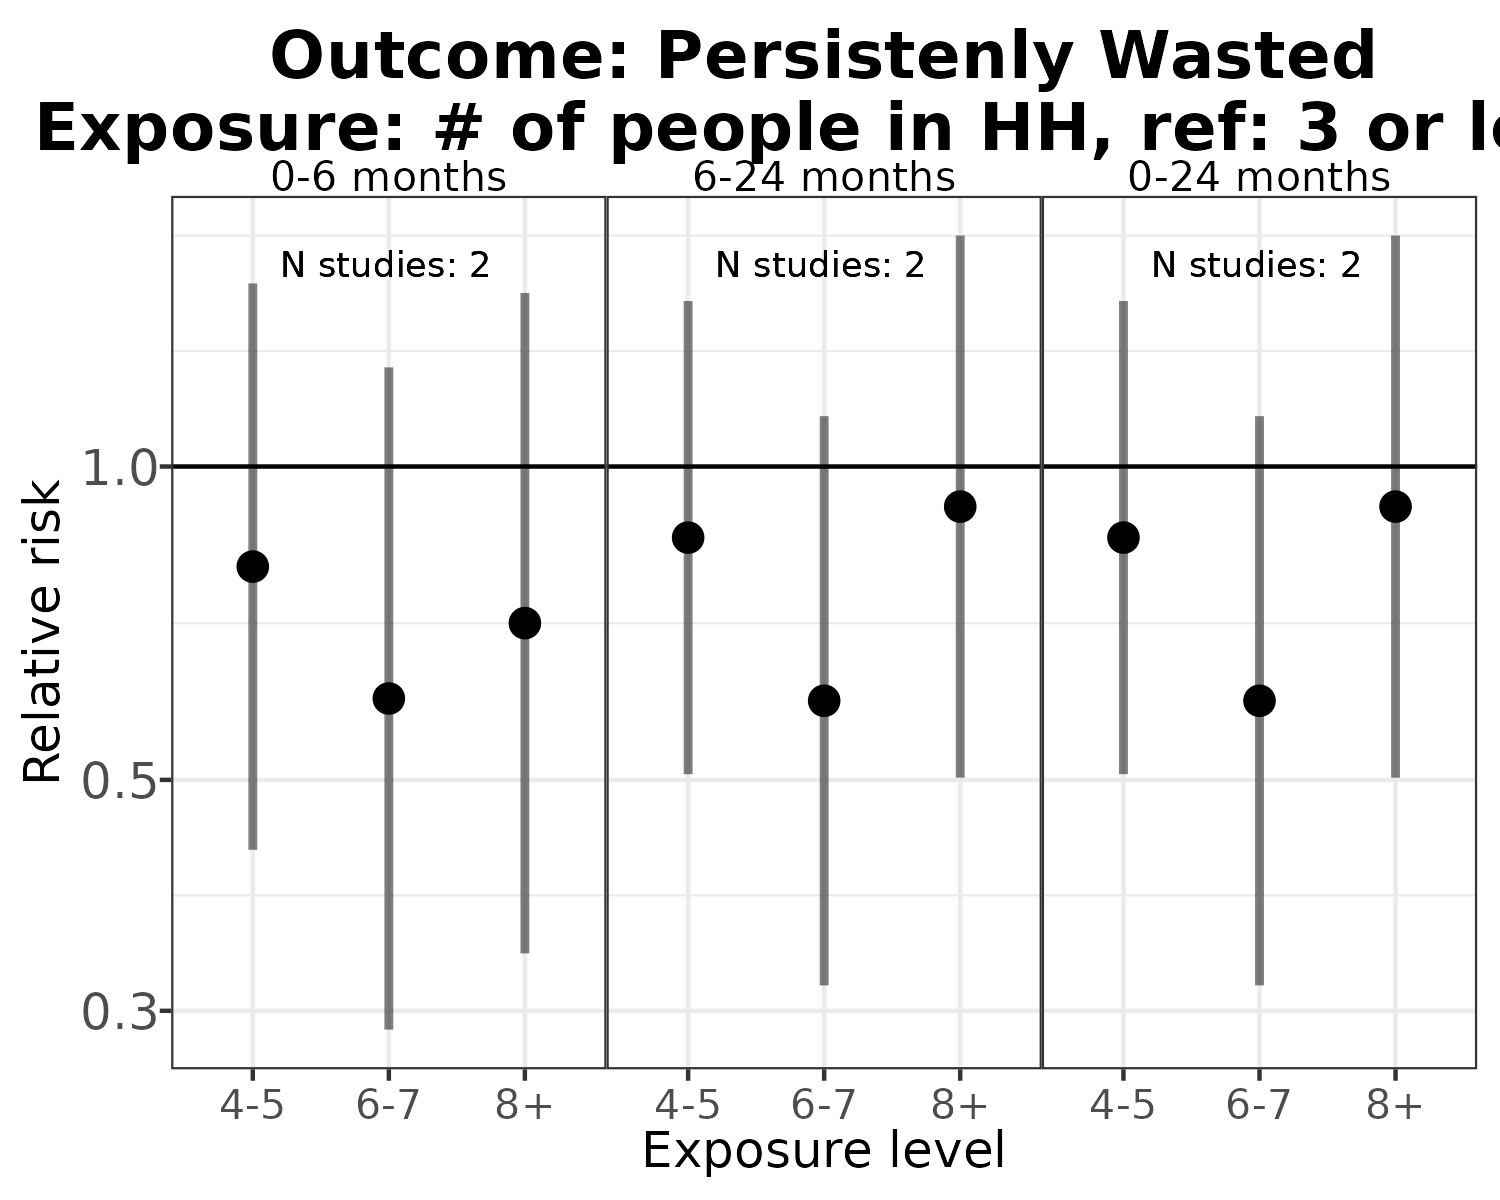 Outcome: Persistenly Wasted
Exposure: # of people in HH, ref: 3 or
0-6 months 6-24 months 0-24 months
N studies: 2 N studies: 2 N studies: 2
Relative risk
1.0
0.5
0.3
4-5 6-7 8+ 4-5 6-7 8+ 4-5 6-7 8+
Exposure level